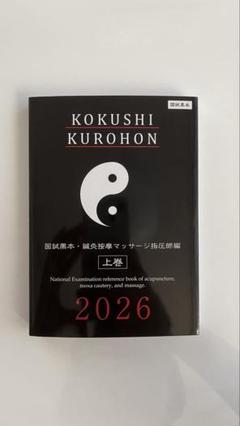 国試黒本
KOKUSHI
KUROHON
国試黒本・鍼灸按摩マッサージ指圧師編
上巻
National Examination reference book of acupuncture,
moxa cautery, and massage.
2026